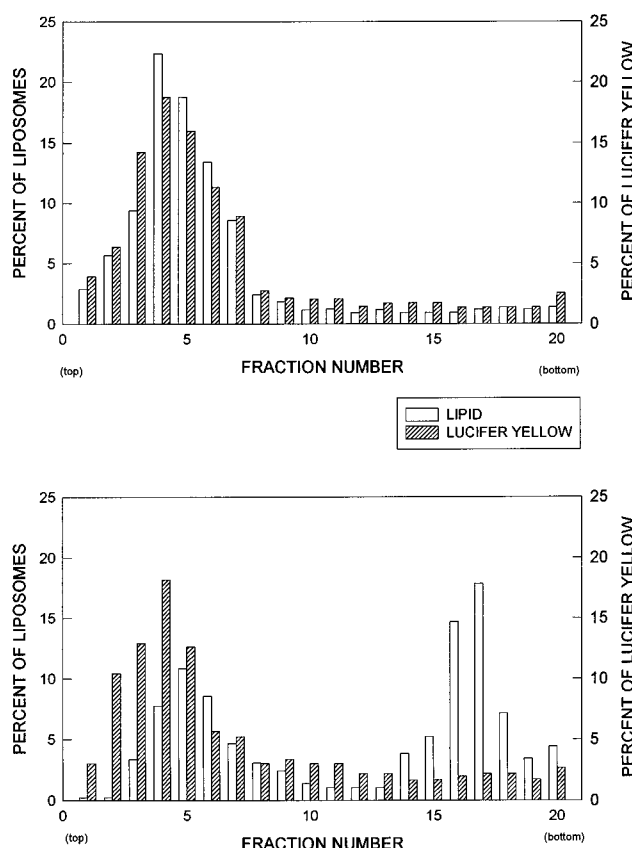 25
20
15
10
5
0
PERCENT OF LIPOSOMES
25
20
15
10
5
0
PERCENT OF LUCIFER YELLOW
0 5 10 15 20
(top) FRACTION NUMBER (bottom)
LIPID
LUCIFER YELLOW
25
20
15
10
5
0
PERCENT OF LIPOSOMES
25
20
15
10
5
0
PERCENT OF LUCIFER YELLOW
0 5 10 15 20
(top) FRACTION NUMBER (bottom)